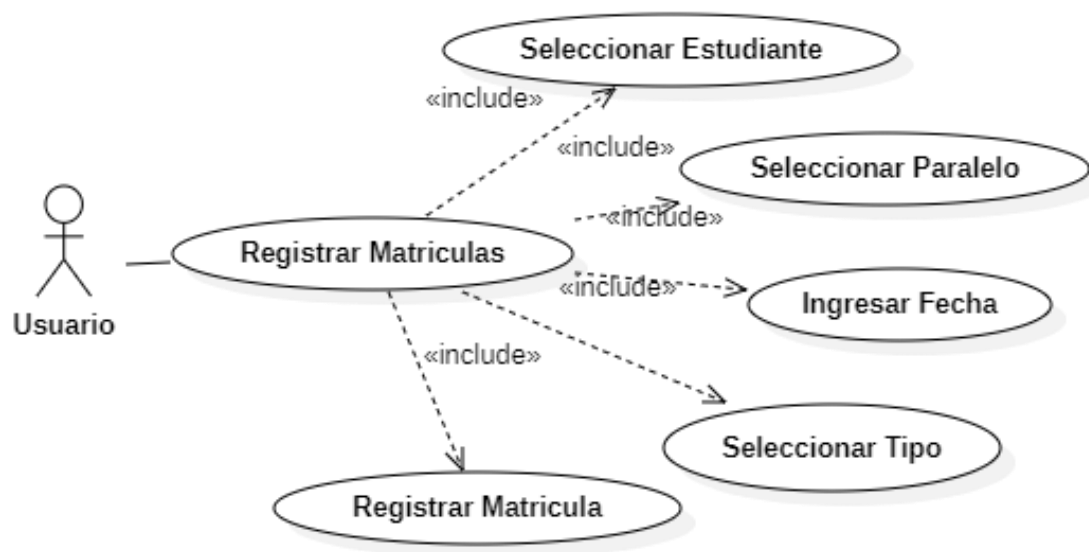 Seleccionar Estudiante
«include»
«include»
Seleccionar Paralelo
«include»
Registrar Matriculas
«include»
Ingresar Fecha
Usuario
«include»
Seleccionar Tipo
Registrar Matricula